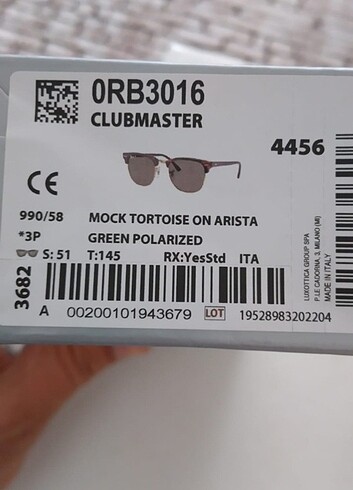 0RB3016
CLUBMASTER
4456
CE
990/58 MOCK TORTOISE ON ARISTA
*3P GREEN POLARIZED
S: 51 T:145 RX:YesStd ITA
3682
A 00200101943679 LOT 19528983202204
LUXOTTICA GROUP SPA
P.LE CADORNA, 3, MILANO (MI)
MADE IN ITALY